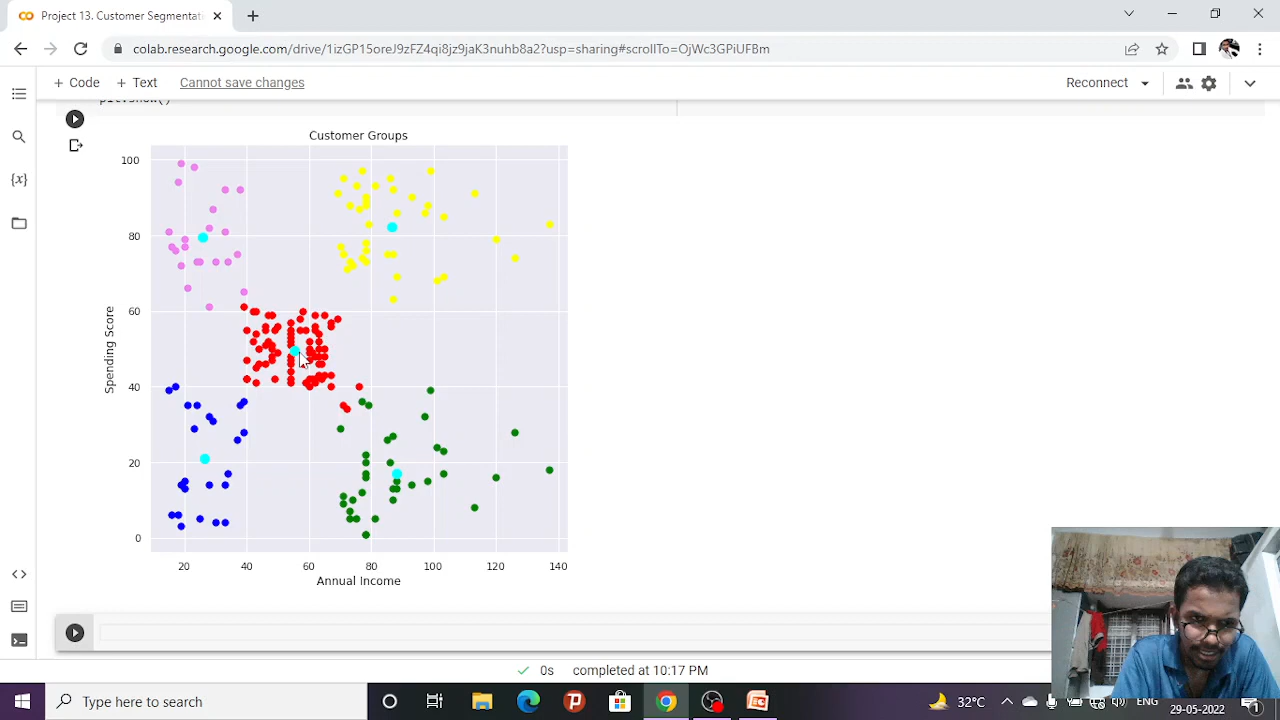 Project 13. Customer Segmentat
colab.research.google.com/drive/1izGP15oreJ9zFZ4qi8jz9jaK3nuhb8a2?usp=sharing#scrollTo=OjWc3GPiUFBm
+ Code + Text Cannot save changes
Reconnect
plt.show()
{x}
Customer Groups
100
80
60
40
20
0
Spending Score
20 40 60 80 100 120 140
Annual Income
0s completed at 10:17 PM
Type here to search
32°C
29-05-2022